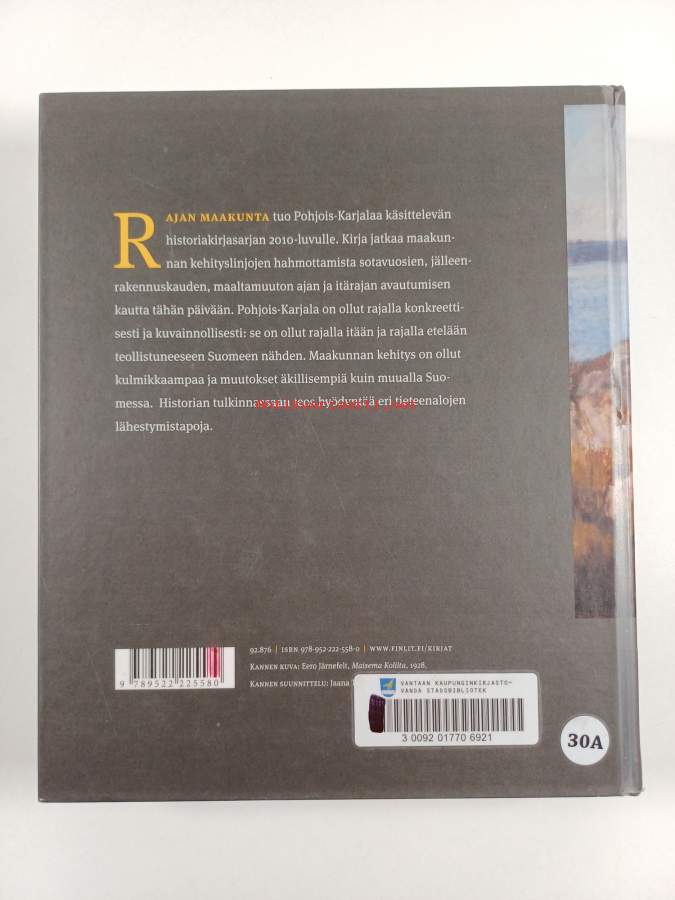 RAJAN MAAKUNTA tuo Pohjois-Karjalaa käsittelevän
historiakirjasarjan 2010-luvulle. Kirja jatkaa maakun-
nan kehityslinjojen hahmottamista sotavuosien, jälleen-
rakennuskauden, maaltamuuton ajan ja itärajan avautumisen
kautta tähän päivään. Pohjois-Karjala on ollut rajalla konkreetti-
sesti ja kuvainnollisesti: se on ollut rajalla itään ja rajalla etelään
teollistuneeseen Suomeen nähden. Maakunnan kehitys on ollut
kulmikkaampaa ja muutokset äkillisempiä kuin muualla Suo-
messa. Historian tulkinnassaan teos hyödyntää eri tieteenalojen
lähestymistapoja.
92.876 | ISBN 978-952-222-558-0 | WWW.FINLIT.FI/KIRJAT
KANNEN KUVA: Eero Järnefelt, Maisema Kolilta, 1928.
KANNEN SUUNNITTELU: Jaana
9 789522 225580
VANTAAN KAUPUNGINKIRJASTO-
VANDA STADSBIBLIOTEK
3 0092 01770 6921
30A